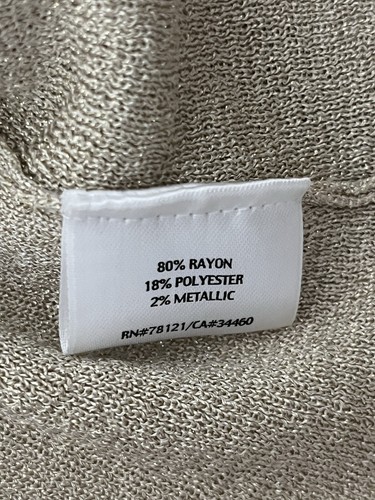 80% RAYON
18% POLYESTER
2% METALLIC
RN#78121/CA#34460